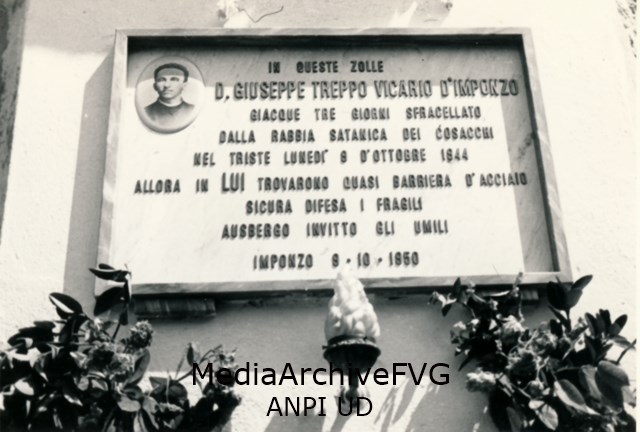 IN QUESTE ZOLLE
D. GIUSEPPE TREPPO VICARIO D'IMPONZO
GIACQUE TRE GIORNI SFRACELLATO
DALLA RABBIA SATANICA DEI COSACCHI
NEL TRISTE LUNEDI' 9 D'OTTOBRE 1944
ALLORA IN LUI TROVARONO QUASI BARRIERA D'ACCIAIO
SICURA DIFESA I FRAGILI
AUSBERGO INVITTO GLI UMILI
IMPONZO 9-10-1950
MediaArchiveFVG
ANPI UD